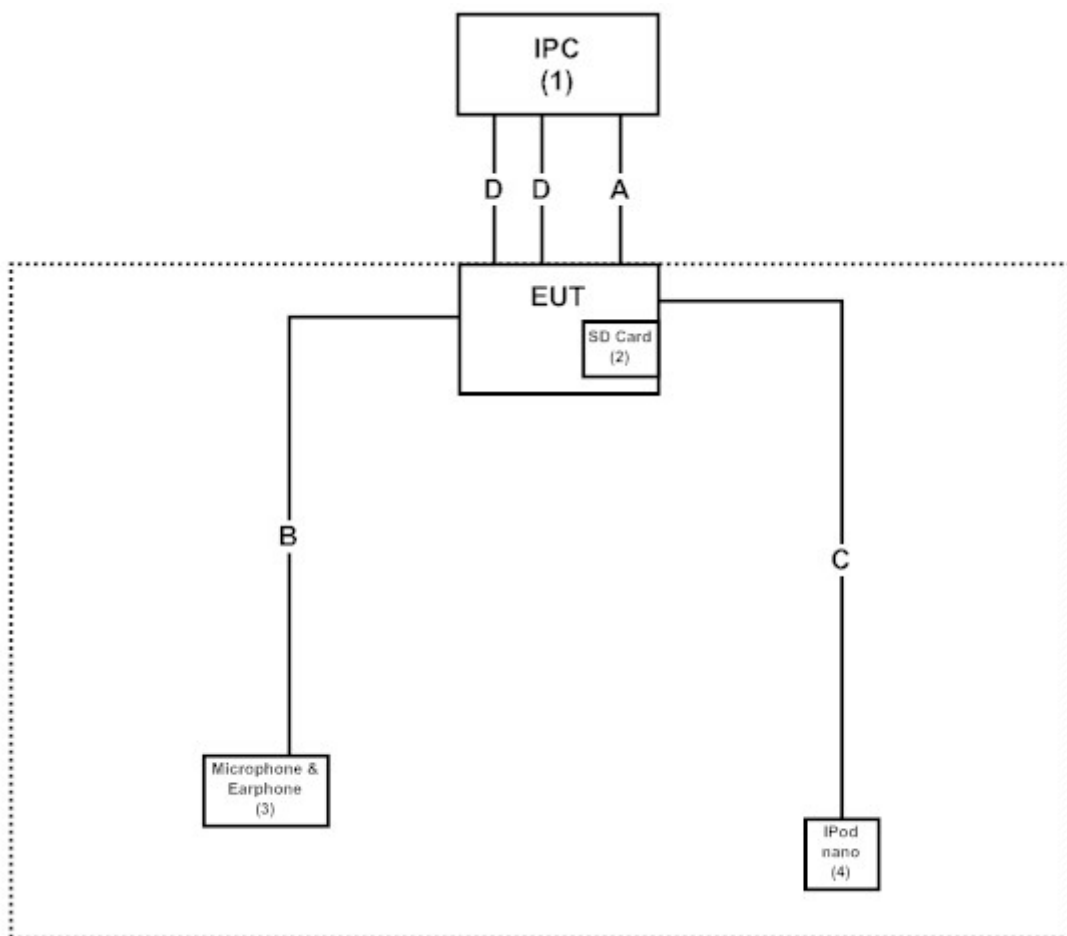 IPC
(1)
D D A
EUT
SD Card
(2)
B
C
Microphone &
Earphone
(3)
IPod
nano
(4)